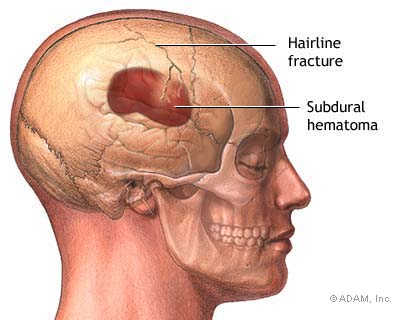 Hairline
fracture
Subdural
hematoma
©ADAM, Inc.